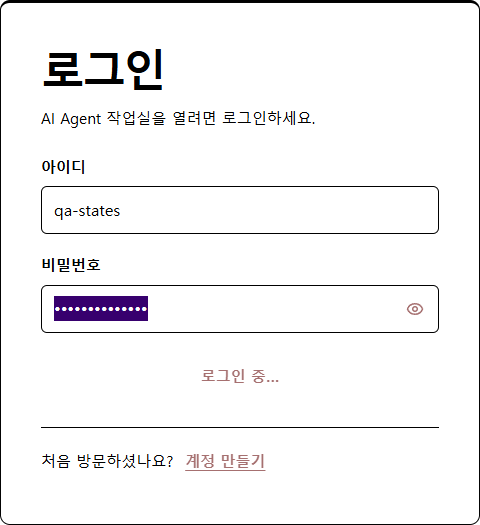 로그인
AI Agent 작업실을 열려면 로그인하세요.
아이디
qa-states
비밀번호
••••••••••••••
로그인 중...
처음 방문하셨나요? 계정 만들기